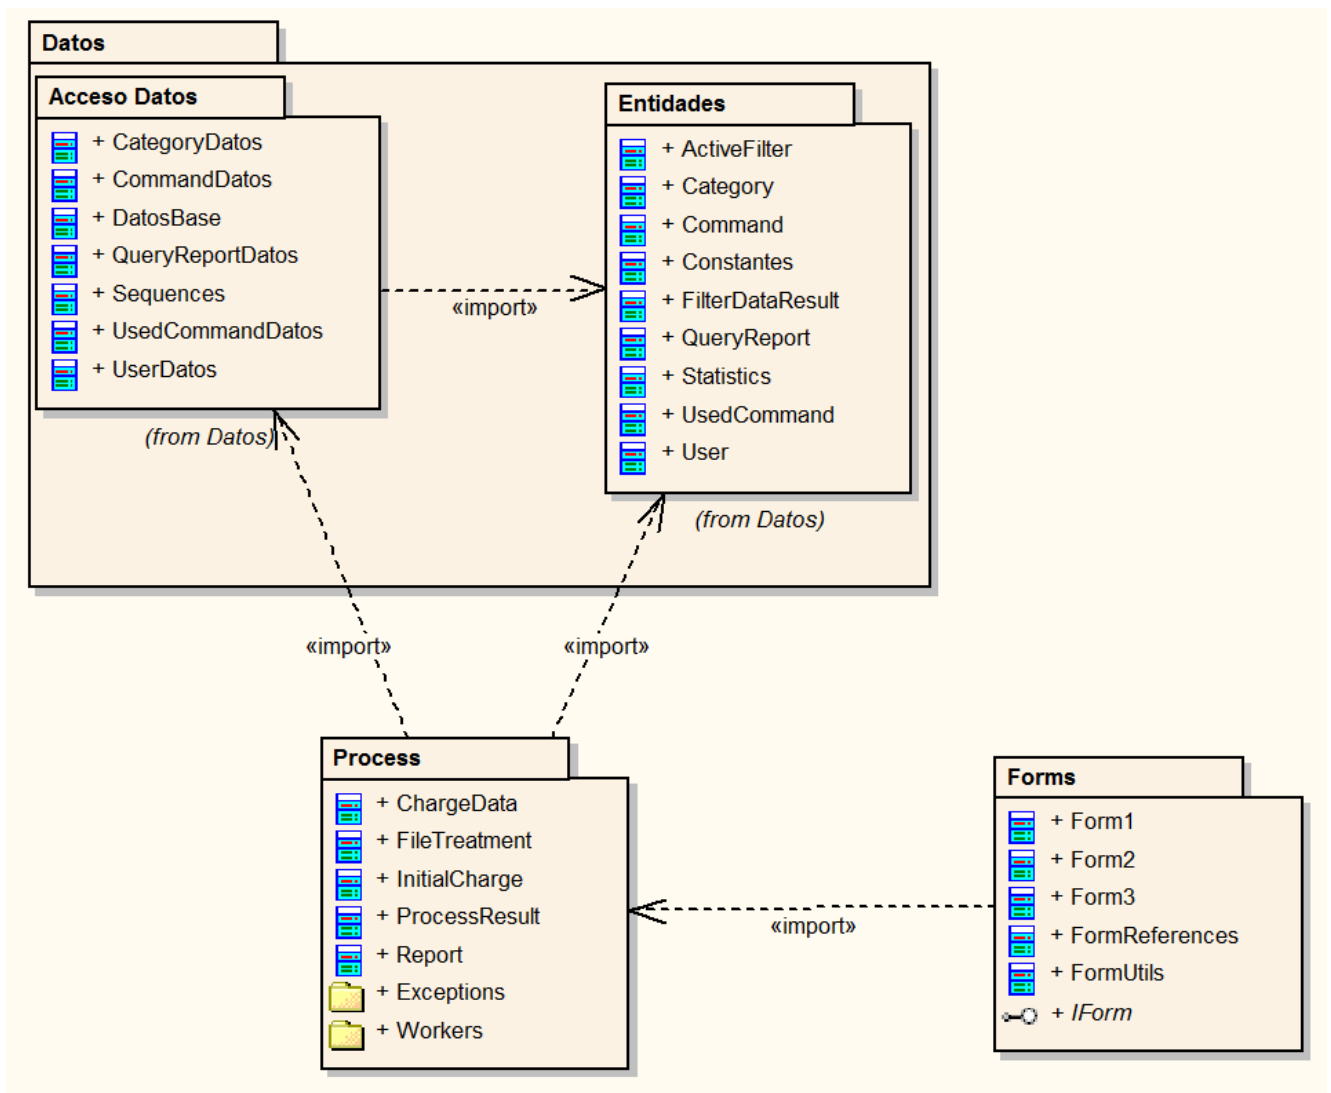 Datos
Acceso Datos
+ CategoryDatos
+ CommandDatos
+ DatosBase
+ QueryReportDatos
+ Sequences
+ UsedCommandDatos
+ UserDatos
(from Datos)
«import»
Entidades
+ ActiveFilter
+ Category
+ Command
+ Constantes
+ FilterDataResult
+ QueryReport
+ Statistics
+ UsedCommand
+ User
(from Datos)
«import»
«import»
Process
+ ChargeData
+ FileTreatment
+ InitialCharge
+ ProcessResult
+ Report
+ Exceptions
+ Workers
«import»
Forms
+ Form1
+ Form2
+ Form3
+ FormReferences
+ FormUtils
+ IForm